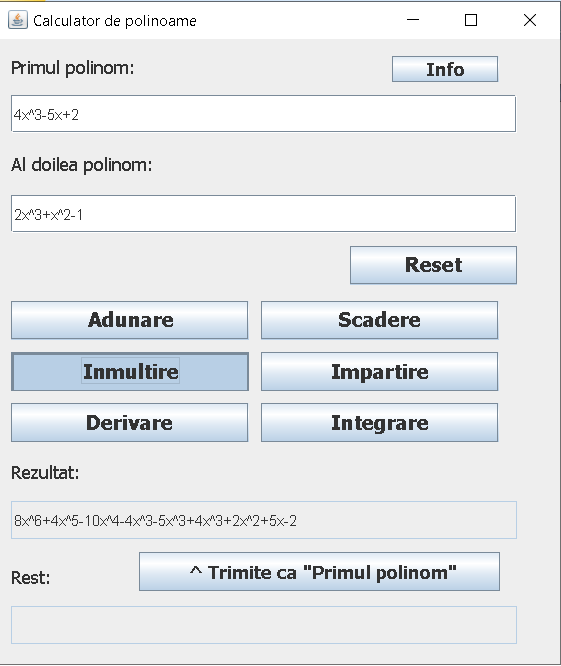 Calculator de polinoame
Primul polinom:
Info
4x^3-5x+2
Al doilea polinom:
2x^3+x^2-1
Reset
Adunare
Scadere
Inmultire
Impartire
Derivare
Integrare
Rezultat:
8x^6+4x^5-10x^4-4x^3-5x^3+4x^3+2x^2+5x-2
Rest:
^ Trimite ca "Primul polinom"